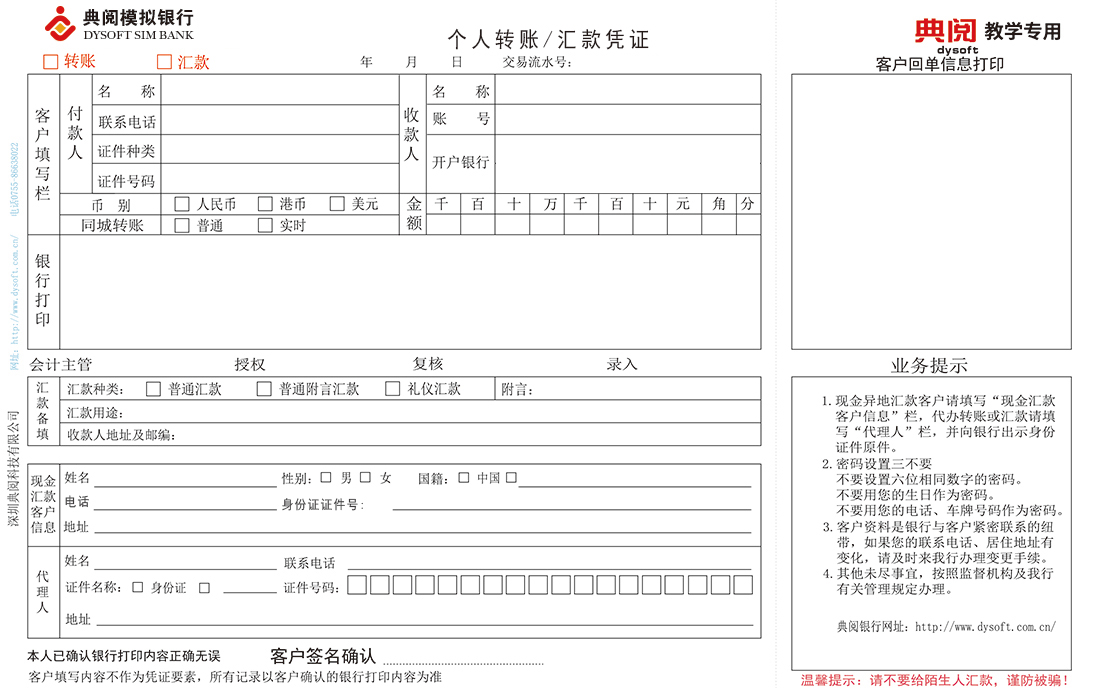 典阅模拟银行
DYSOFT SIM BANK
个人转账/汇款凭证
□ 转账 □ 汇款
年 月 日 交易流水号:
客户填写栏
付款人
名 称
联系电话
证件种类
证件号码
收款人
名 称
账 号
开户银行
币 别 □ 人民币 □ 港币 □ 美元
同城转账 □ 普通 □ 实时
金额
千 百 十 万 千 百 十 元 角 分
银行打印
会计主管 授权 复核 录入
汇款备填
汇款种类: □ 普通汇款 □ 普通附言汇款 □ 礼仪汇款 附言:
汇款用途:
收款人地址及邮编:
现金汇款客户信息
姓名 性别: □ 男 □ 女 国籍: □ 中国 □
电话 身份证证件号:
地址
代理人
姓名 联系电话
证件名称: □ 身份证 □ 证件号码: □□□□□□□□□□□□□□□□□□
地址
本人已确认银行打印内容正确无误 客户签名确认
客户填写内容不作为凭证要素，所有记录以客户确认的银行打印内容为准
电话0755-86638022
网址: http://www.dysoft.com.cn/
深圳典阅科技有限公司
典阅 教学专用
dysoft
客户回单信息打印
业务提示
1. 现金异地汇款客户请填写“现金汇款
客户信息”栏，代办转账或汇款请填
写“代理人”栏，并向银行出示身份
证件原件。
2. 密码设置三不要
不要设置六位相同数字的密码。
不要用您的生日作为密码。
不要用您的电话、车牌号码作为密码。
3. 客户资料是银行与客户紧密联系的纽
带，如果您的联系电话、居住地址有
变化，请及时来我行办理变更手续。
4. 其他未尽事宜，按照监督机构及我行
有关管理规定办理。
典阅银行网址: http://www.dysoft.com.cn/
温馨提示: 请不要给陌生人汇款，谨防被骗!